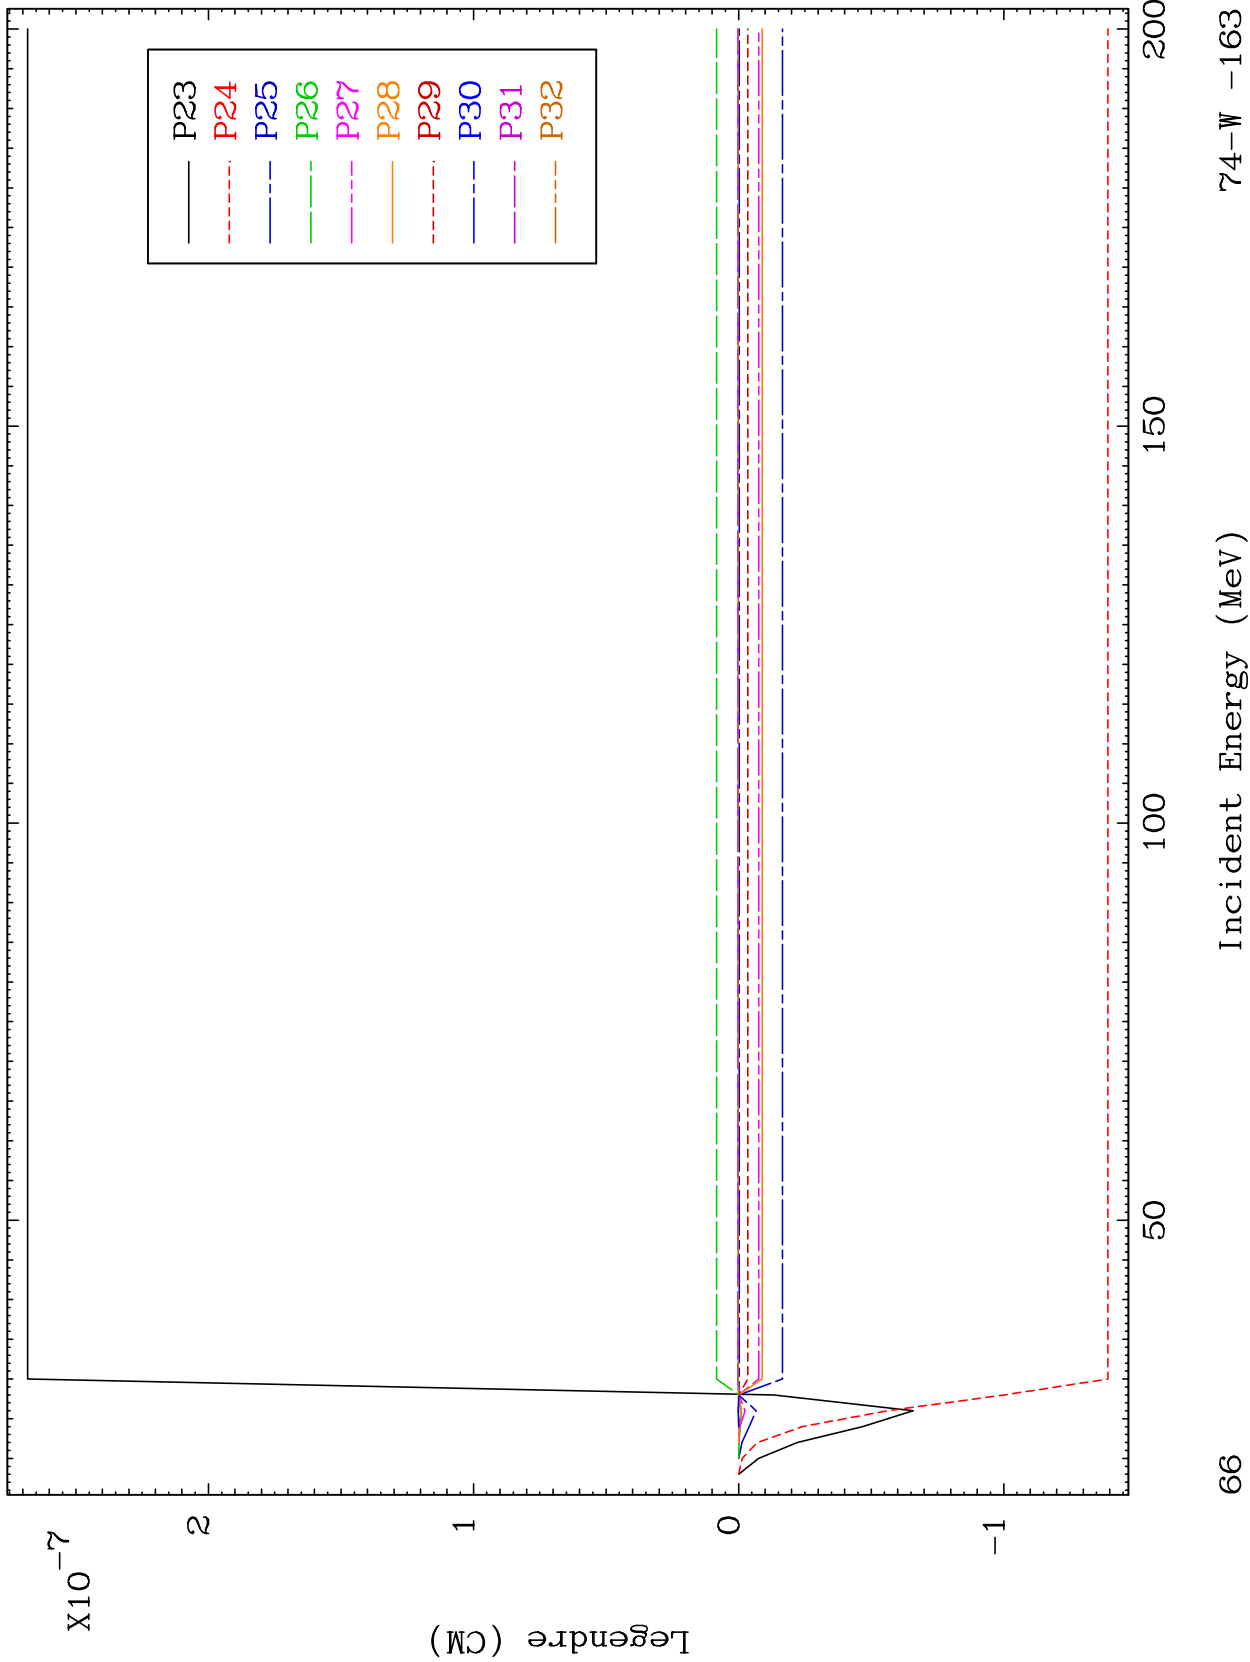 X10-7
Legendre (CM)
2
1
0
-1
P23
P24
P25
P26
P27
P28
P29
P30
P31
P32
50
100
150
200
66
Incident Energy (MeV)
74-W -163